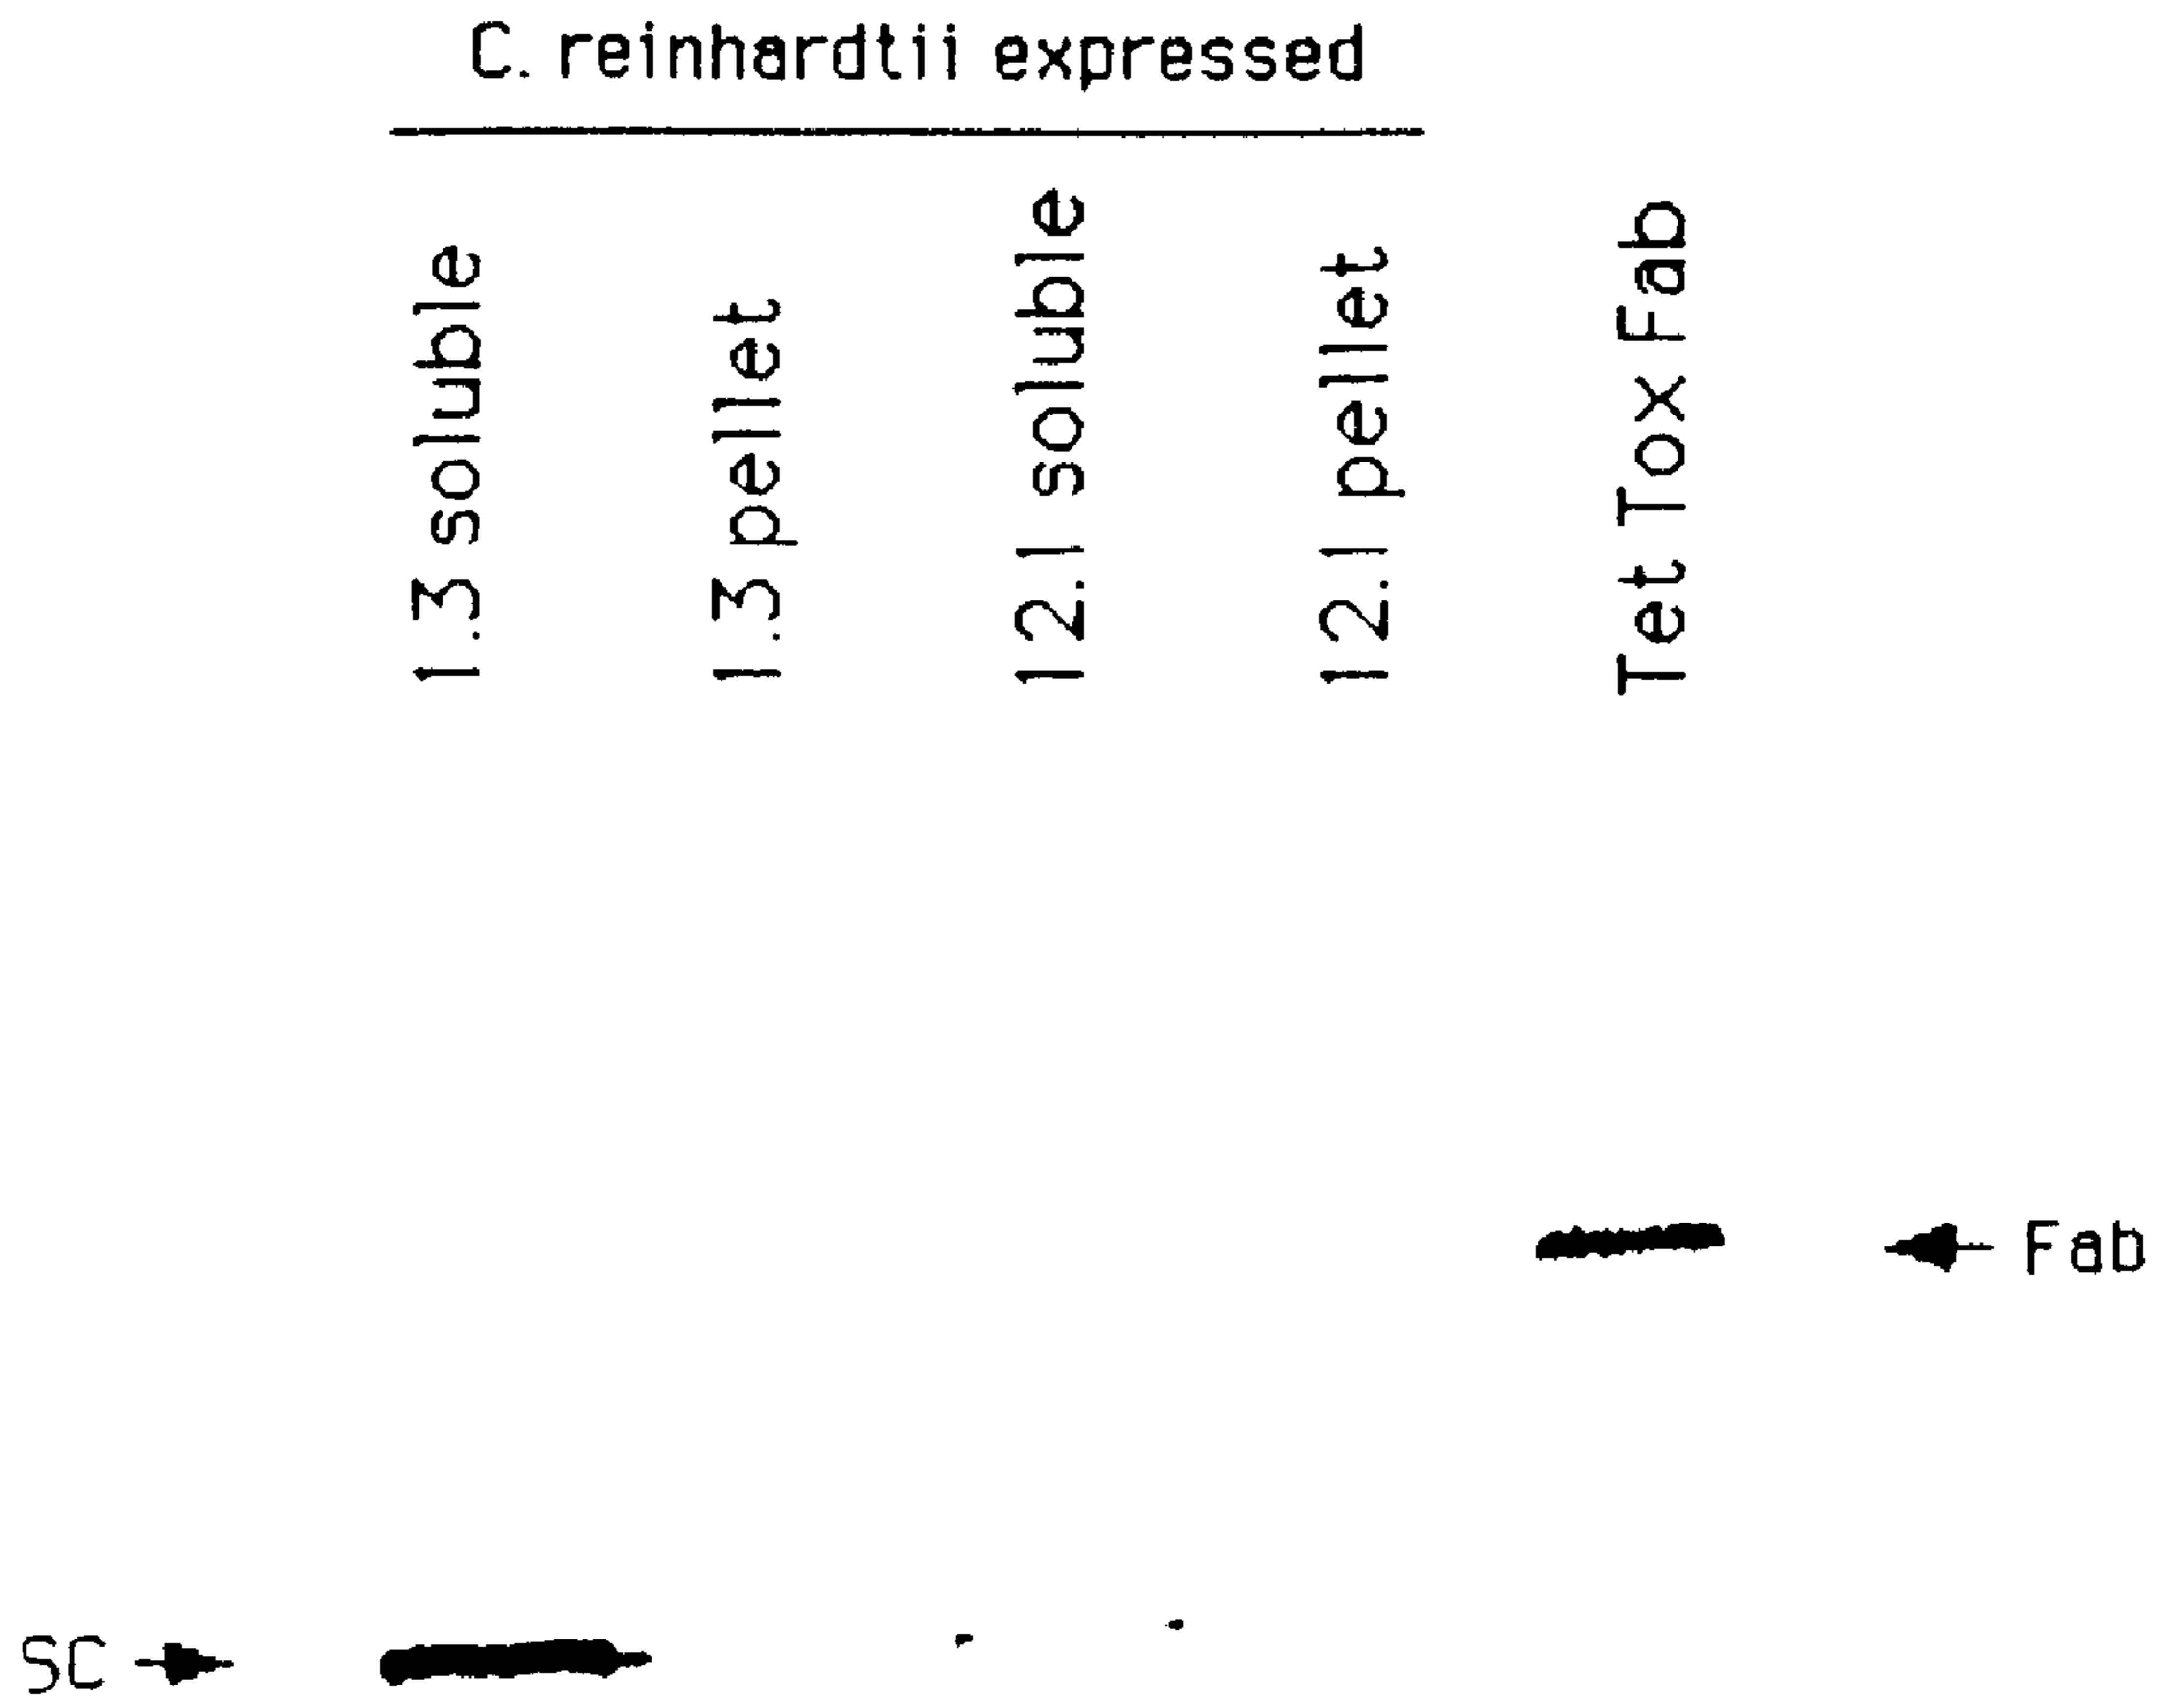 C. reinhardtii expressed
1.3 soluble
1.3 pellet
12.1 soluble
12.1 pellet
Tet Tox Fab
Fab
SC